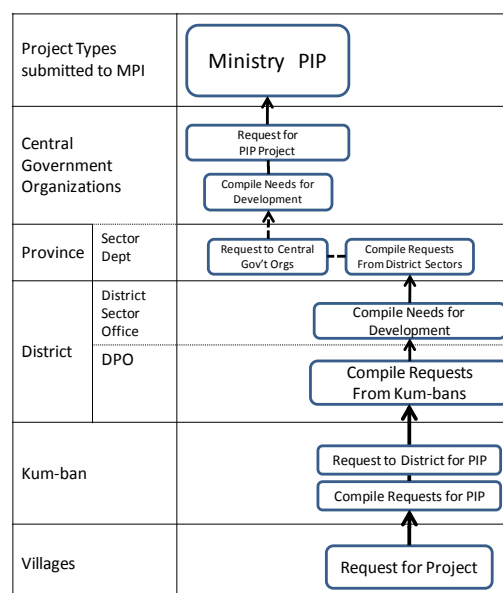 Project Types
submitted to MPI
Ministry PIP
Central
Government
Organizations
Request for
PIP Project
Compile Needs for
Development
Province
Sector
Dept
Request to Central
Gov't Orgs
Compile Requests
From District Sectors
District
District
Sector
Office
Compile Needs for
Development
DPO
Compile Requests
From Kum-bans
Kum-ban
Request to District for PIP
Compile Requests for PIP
Villages
Request for Project